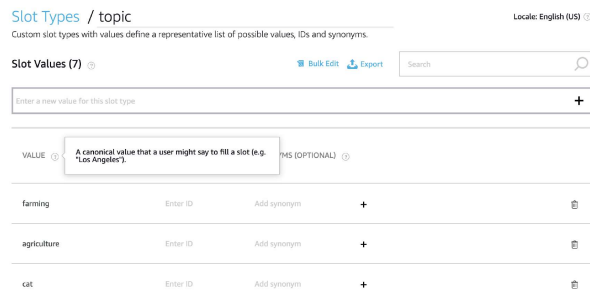 Slot Types / topic
Locale: English (US)
Custom slot types with values define a representative list of possible values, IDs and synonyms.
Slot Values (7)
Bulk Edit
Export
Search
Enter a new value for this slot type
VALUE
A canonical value that a user might say to fill a slot (e.g.
"Los Angeles").
MS (OPTIONAL)
farming
Enter ID
Add synonym
agriculture
Enter ID
Add synonym
cat
Enter ID
Add synonym